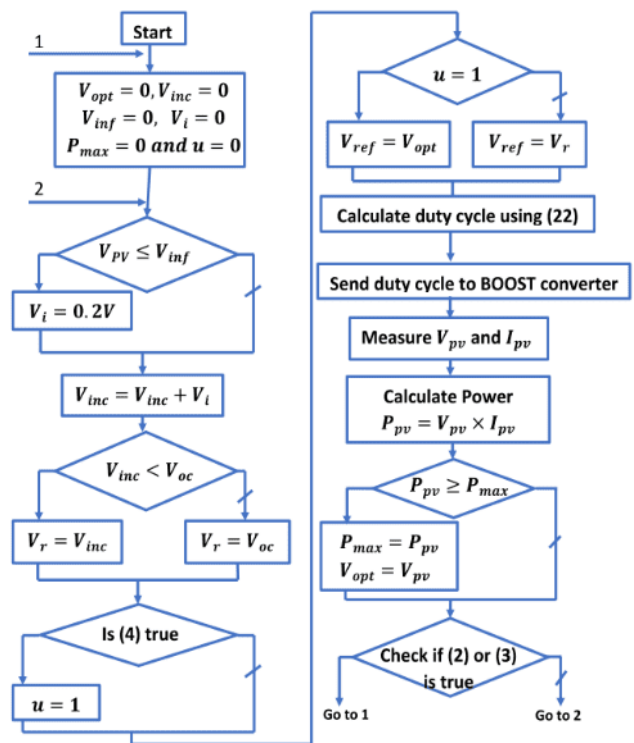 Start
1
V_opt = 0, V_inc = 0
V_inf = 0, V_i = 0
P_max = 0 and u = 0
2
V_PV ≤ V_inf
V_i = 0.2V
V_inc = V_inc + V_i
V_inc < V_oc
V_r = V_inc
V_r = V_oc
Is (4) true
u = 1
u = 1
V_ref = V_opt
V_ref = V_r
Calculate duty cycle using (22)
Send duty cycle to BOOST converter
Measure V_pv and I_pv
Calculate Power
P_pv = V_pv × I_pv
P_pv ≥ P_max
P_max = P_pv
V_opt = V_pv
Check if (2) or (3)
is true
Go to 1
Go to 2